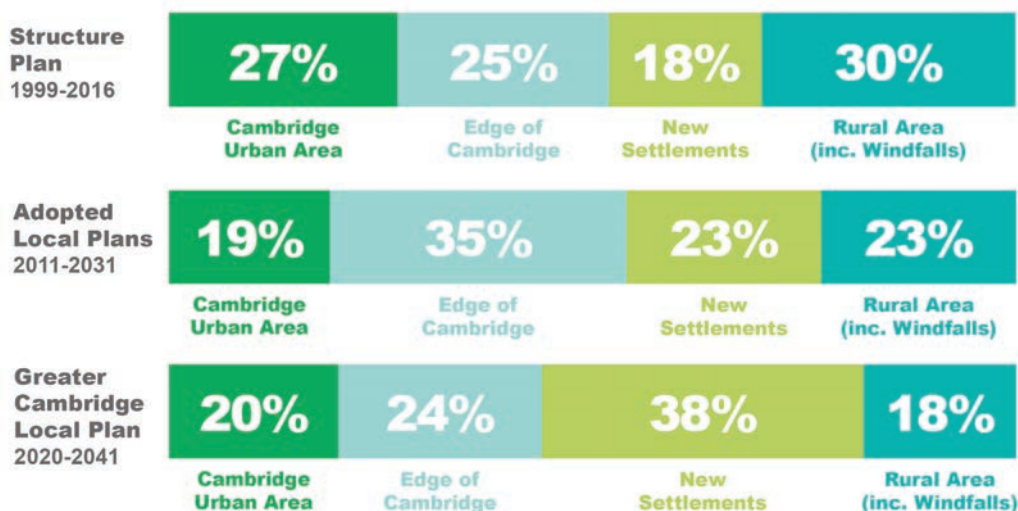 Structure
Plan
1999-2016
27% 25% 18% 30%
Cambridge
Urban Area
Edge of
Cambridge
New
Settlements
Rural Area
(inc. Windfalls)
Adopted
Local Plans
2011-2031
19% 35% 23% 23%
Cambridge
Urban Area
Edge of
Cambridge
New
Settlements
Rural Area
(inc. Windfalls)
Greater
Cambridge
Local Plan
2020-2041
20% 24% 38% 18%
Cambridge
Urban Area
Edge of
Cambridge
New
Settlements
Rural Area
(inc. Windfalls)